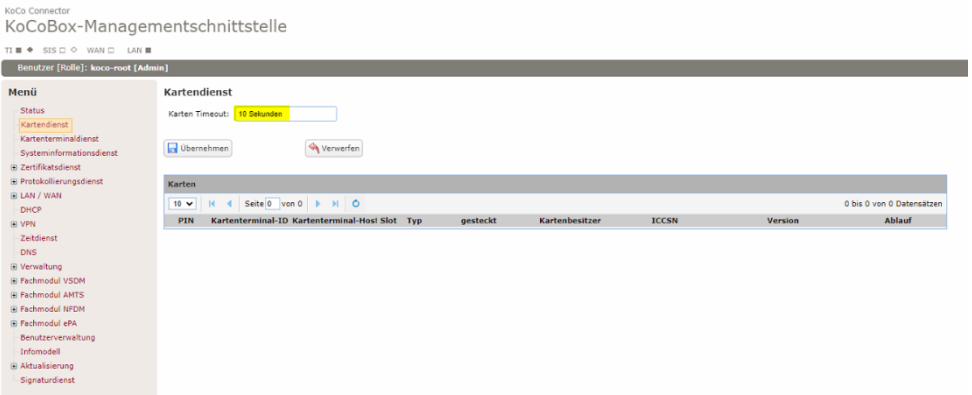 KoCo Connector
KoCoBox-Managementschnittstelle
TI SIS WAN LAN
Benutzer [Rolle]: koco-root [Admin]
Menü
Status
Kartendienst
Kartenterminaldienst
Systeminformationsdienst
Zertifikatsdienst
Protokollierungsdienst
LAN / WAN
DHCP
VPN
Zeitdienst
DNS
Verwaltung
Fachmodul VSDM
Fachmodul AMTS
Fachmodul NFDM
Fachmodul ePA
Benutzerverwaltung
Infomodell
Aktualisierung
Signaturdienst
Kartendienst
Karten Timeout: 10 Sekunden
Übernehmen Verwerfen
Karten
10 Seite 0 von 0 0 bis 0 von 0 Datensätzen
PIN Kartenterminal-ID Kartenterminal-Host Slot Typ gesteckt Kartenbesitzer ICCSN Version Ablauf